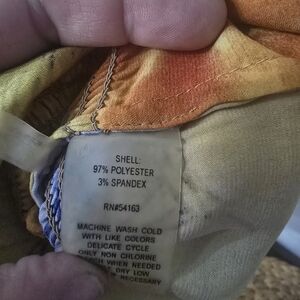 SHELL:
97% POLYESTER
3% SPANDEX
RN#54163
MACHINE WASH COLD
WITH LIKE COLORS
DELICATE CYCLE
ONLY NON CHLORINE
WHEN NEEDED
DRY LOW
NECESSARY